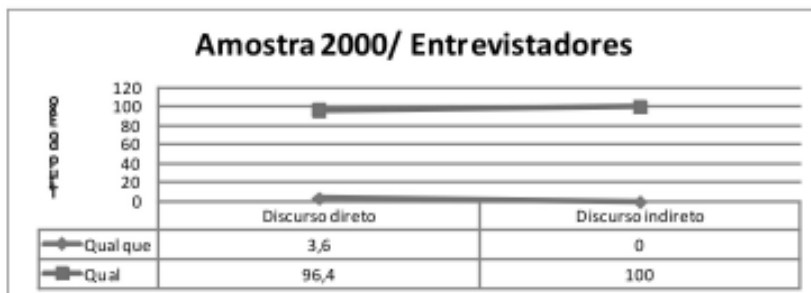 Amostra 2000/ Entrevistadores
120
100
80
60
40
20
0
Discurso direto Discurso indireto
Qual que 3,6 0
Qual 96,4 100